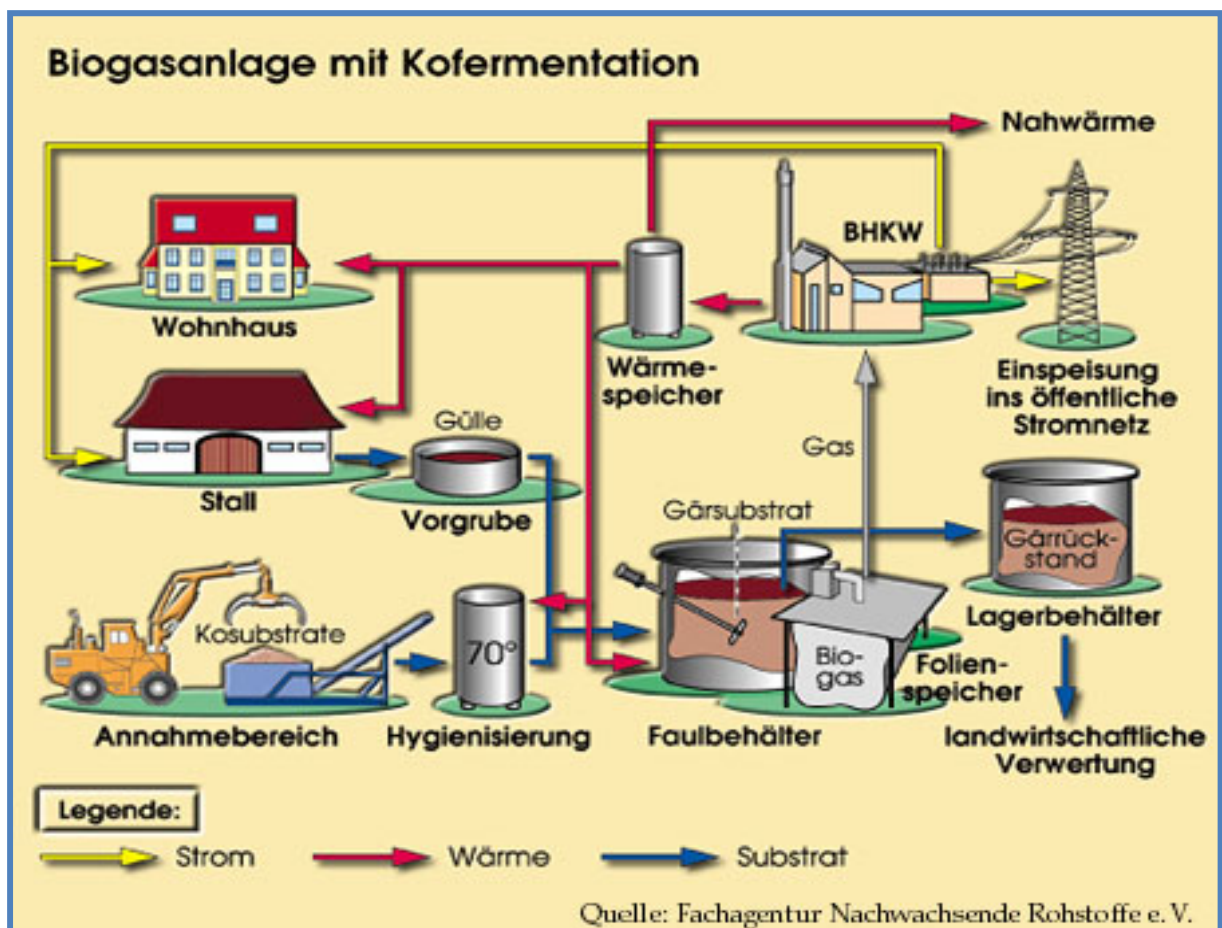 Biogasanlage mit Kofermentation
Nahwärme
BHKW
Wohnhaus
Wärme-
speicher
Einspeisung
ins öffentliche
Stromnetz
Gülle
Gas
Stall
Vorgrube
Gärsubstrat
Gärrück-
stand
Kosubstrate
70°
Bio-
gas
Lagerbehälter
Folien-
speicher
Annahmebereich
Hygienisierung
Faulbehälter
landwirtschaftliche
Verwertung
Legende:
Strom
Wärme
Substrat
Quelle: Fachagentur Nachwachsende Rohstoffe e. V.